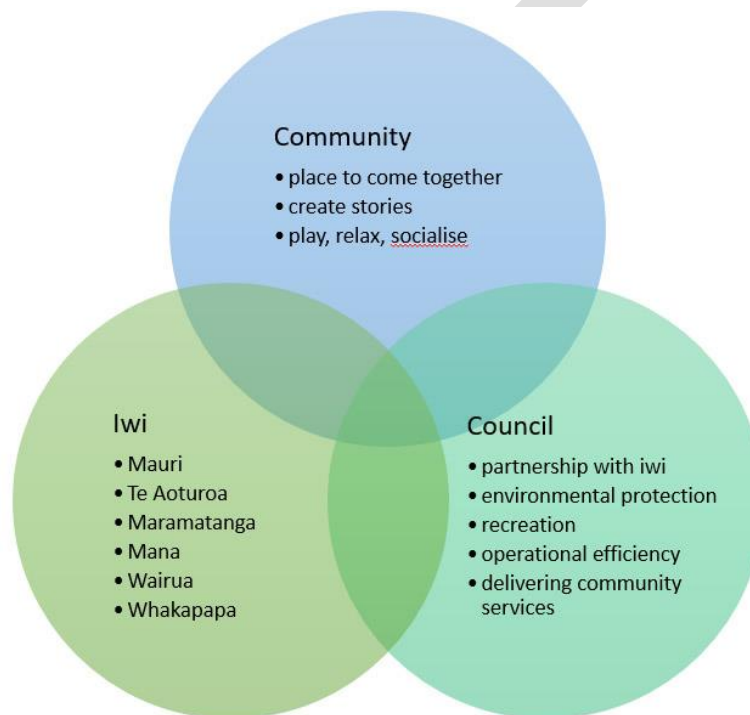 Community
• place to come together
• create stories
• play, relax, socialise
Iwi
• Mauri
• Te Aoturoa
• Maramatanga
• Mana
• Wairua
• Whakapapa
Council
• partnership with iwi
• environmental protection
• recreation
• operational efficiency
• delivering community
services